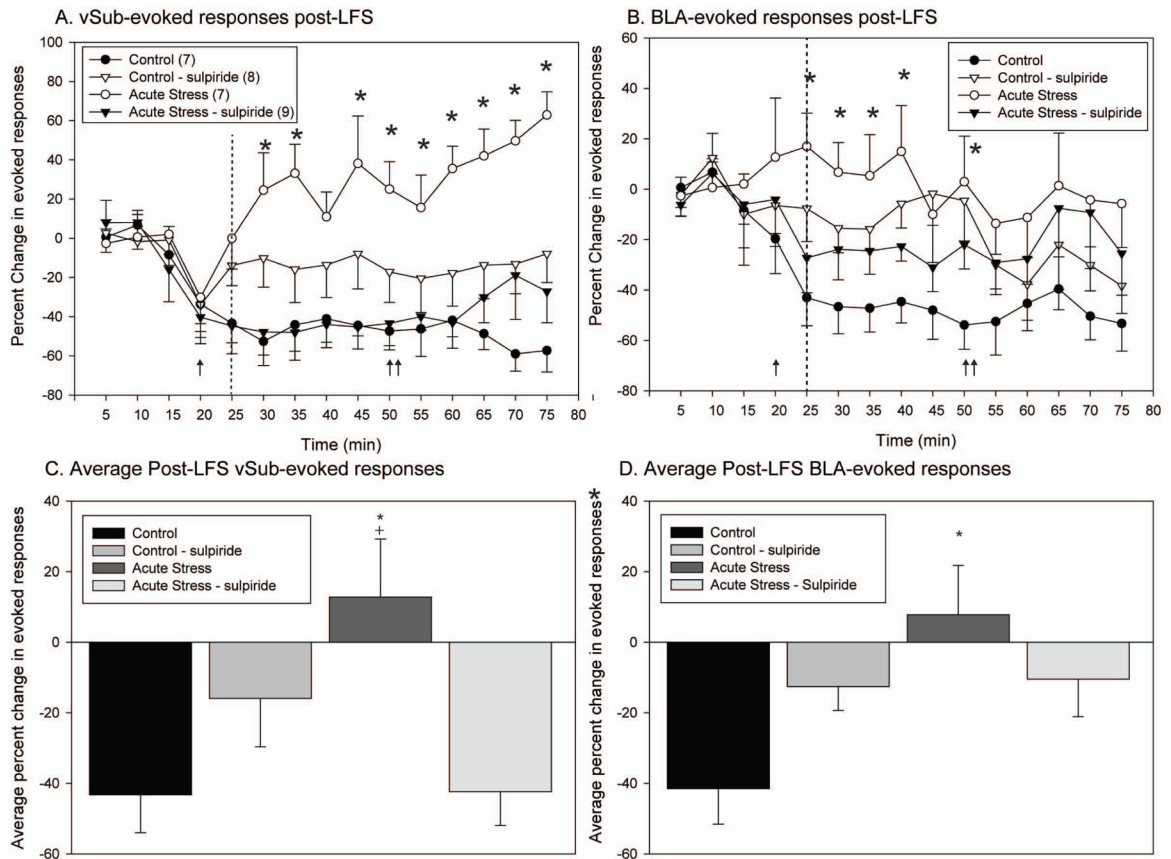 A. vSub-evoked responses post-LFS
Percent Change in evoked responses
100
80
60
40
20
0
-20
-40
-60
-80
Control (7)
Control - sulpiride (8)
Acute Stress (7)
Acute Stress - sulpiride (9)
* * * * * * * * *
5 10 15 20 25 30 35 40 45 50 55 60 65 70 75 80
Time (min)
B. BLA-evoked responses post-LFS
Percent Change in evoked responses
60
40
20
0
-20
-40
-60
-80
Control
Control - sulpiride
Acute Stress
Acute Stress - sulpiride
* * * * *
5 10 15 20 25 30 35 40 45 50 55 60 65 70 75 80
Time (min)
C. Average Post-LFS vSub-evoked responses
Average percent change in evoked responses
40
20
0
-20
-40
-60
Control
Control - sulpiride
Acute Stress
Acute Stress - sulpiride
*
+
D. Average Post-LFS BLA-evoked responses
Average percent change in evoked responses*
40
20
0
-20
-40
-60
Control
Control - sulpiride
Acute Stress
Acute Stress - Sulpiride
*